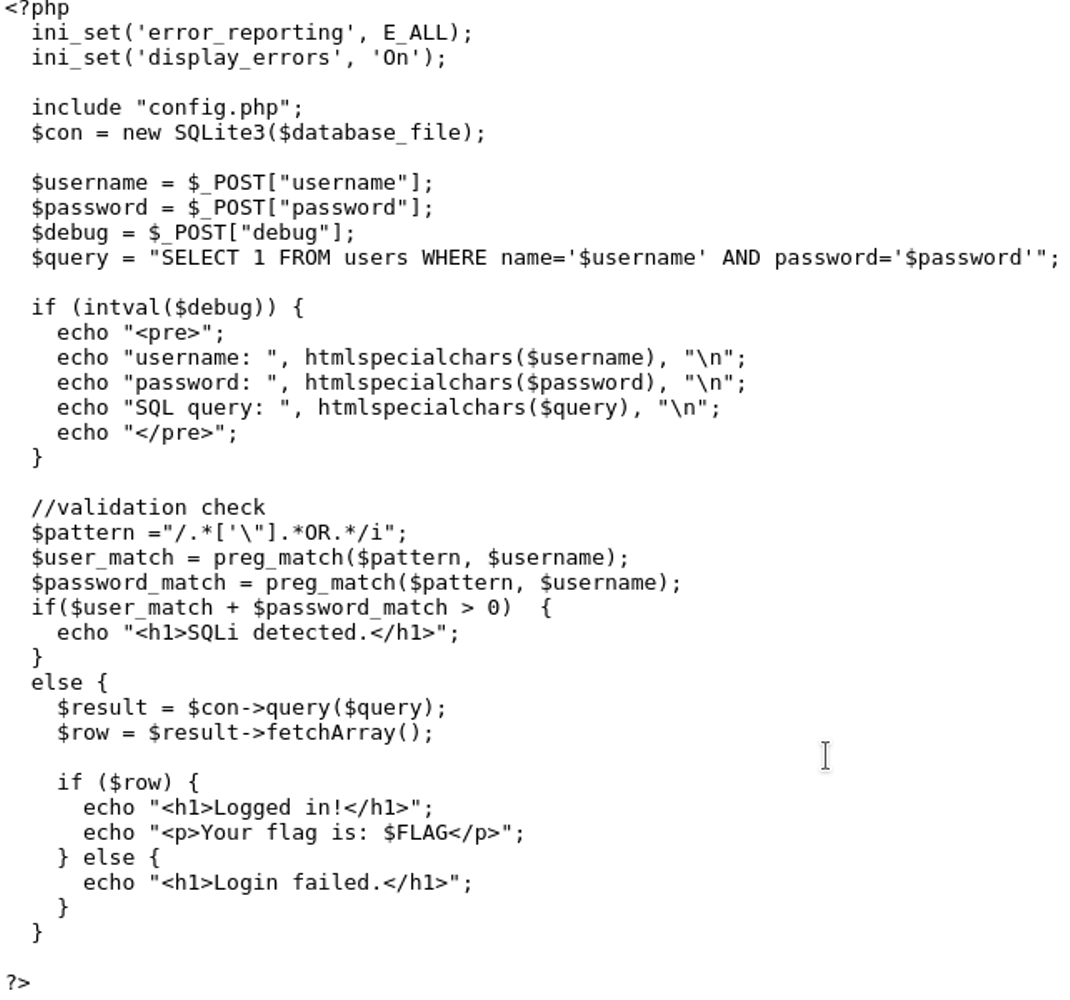 <?php
  ini_set('error_reporting', E_ALL);
  ini_set('display_errors', 'On');

  include "config.php";
  $con = new SQLite3($database_file);

  $username = $_POST["username"];
  $password = $_POST["password"];
  $debug = $_POST["debug"];
  $query = "SELECT 1 FROM users WHERE name='$username' AND password='$password'";

  if (intval($debug)) {
    echo "<pre>";
    echo "username: ", htmlspecialchars($username), "\n";
    echo "password: ", htmlspecialchars($password), "\n";
    echo "SQL query: ", htmlspecialchars($query), "\n";
    echo "</pre>";
  }

  //validation check
  $pattern ="/.*['\"].*OR.*/i";
  $user_match = preg_match($pattern, $username);
  $password_match = preg_match($pattern, $username);
  if($user_match + $password_match > 0)  {
    echo "<h1>SQLi detected.</h1>";
  }
  else {
    $result = $con->query($query);
    $row = $result->fetchArray();

    if ($row) {
      echo "<h1>Logged in!</h1>";
      echo "<p>Your flag is: $FLAG</p>";
    } else {
      echo "<h1>Login failed.</h1>";
    }
  }

?>